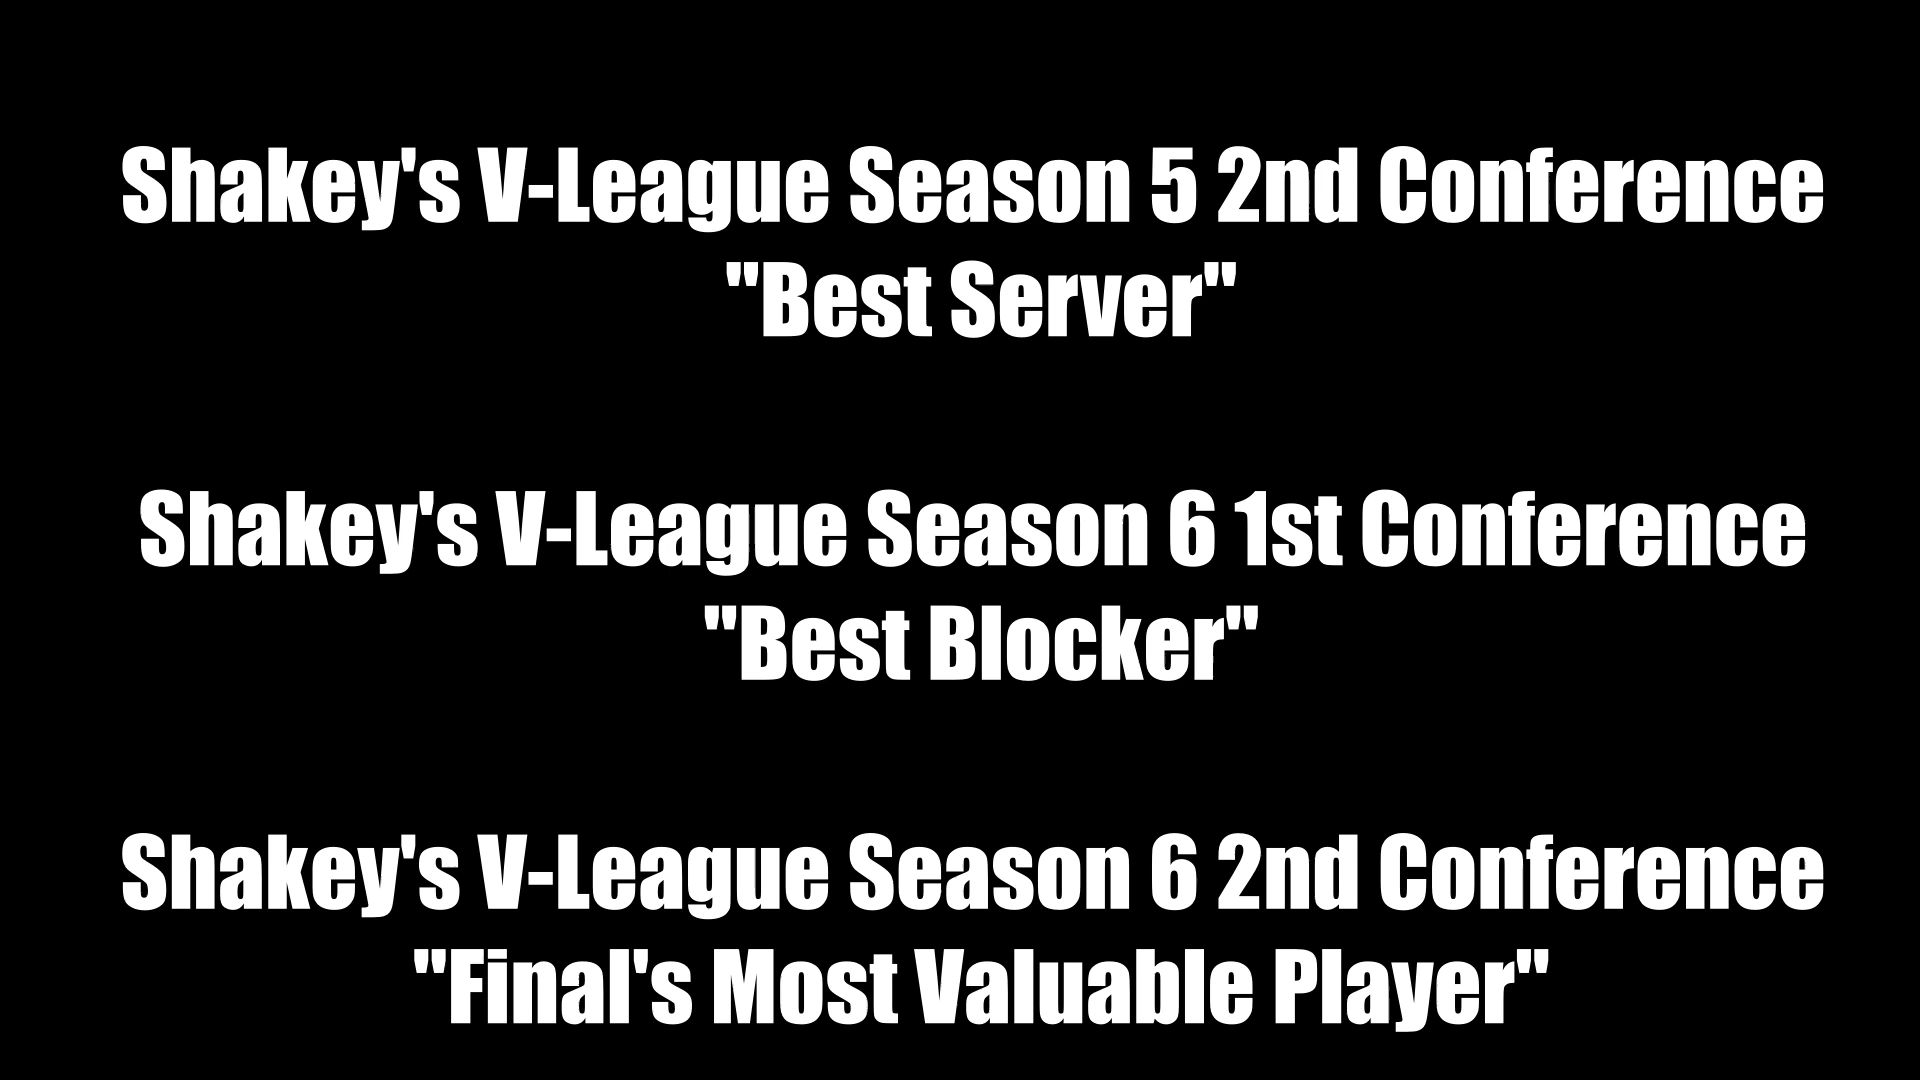 Shakey's V-League Season 5 2nd Conference
"Best Server"
Shakey's V-League Season 6 1st Conference
"Best Blocker"
Shakey's V-League Season 6 2nd Conference
"Final's Most Valuable Player"